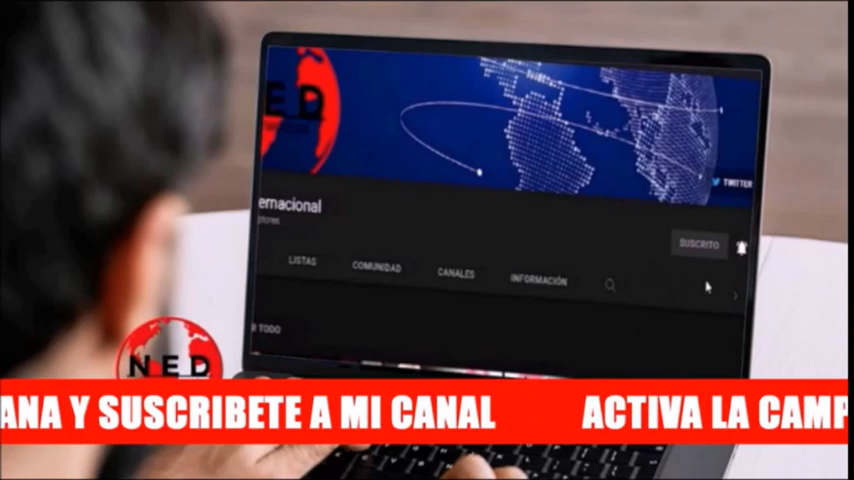 NED
TWITTER
ernacional
SUSCRITO
LISTAS COMUNIDAD CANALES INFORMACIÓN
TODO
NED
ANA Y SUSCRIBETE A MI CANAL ACTIVA LA CAMP